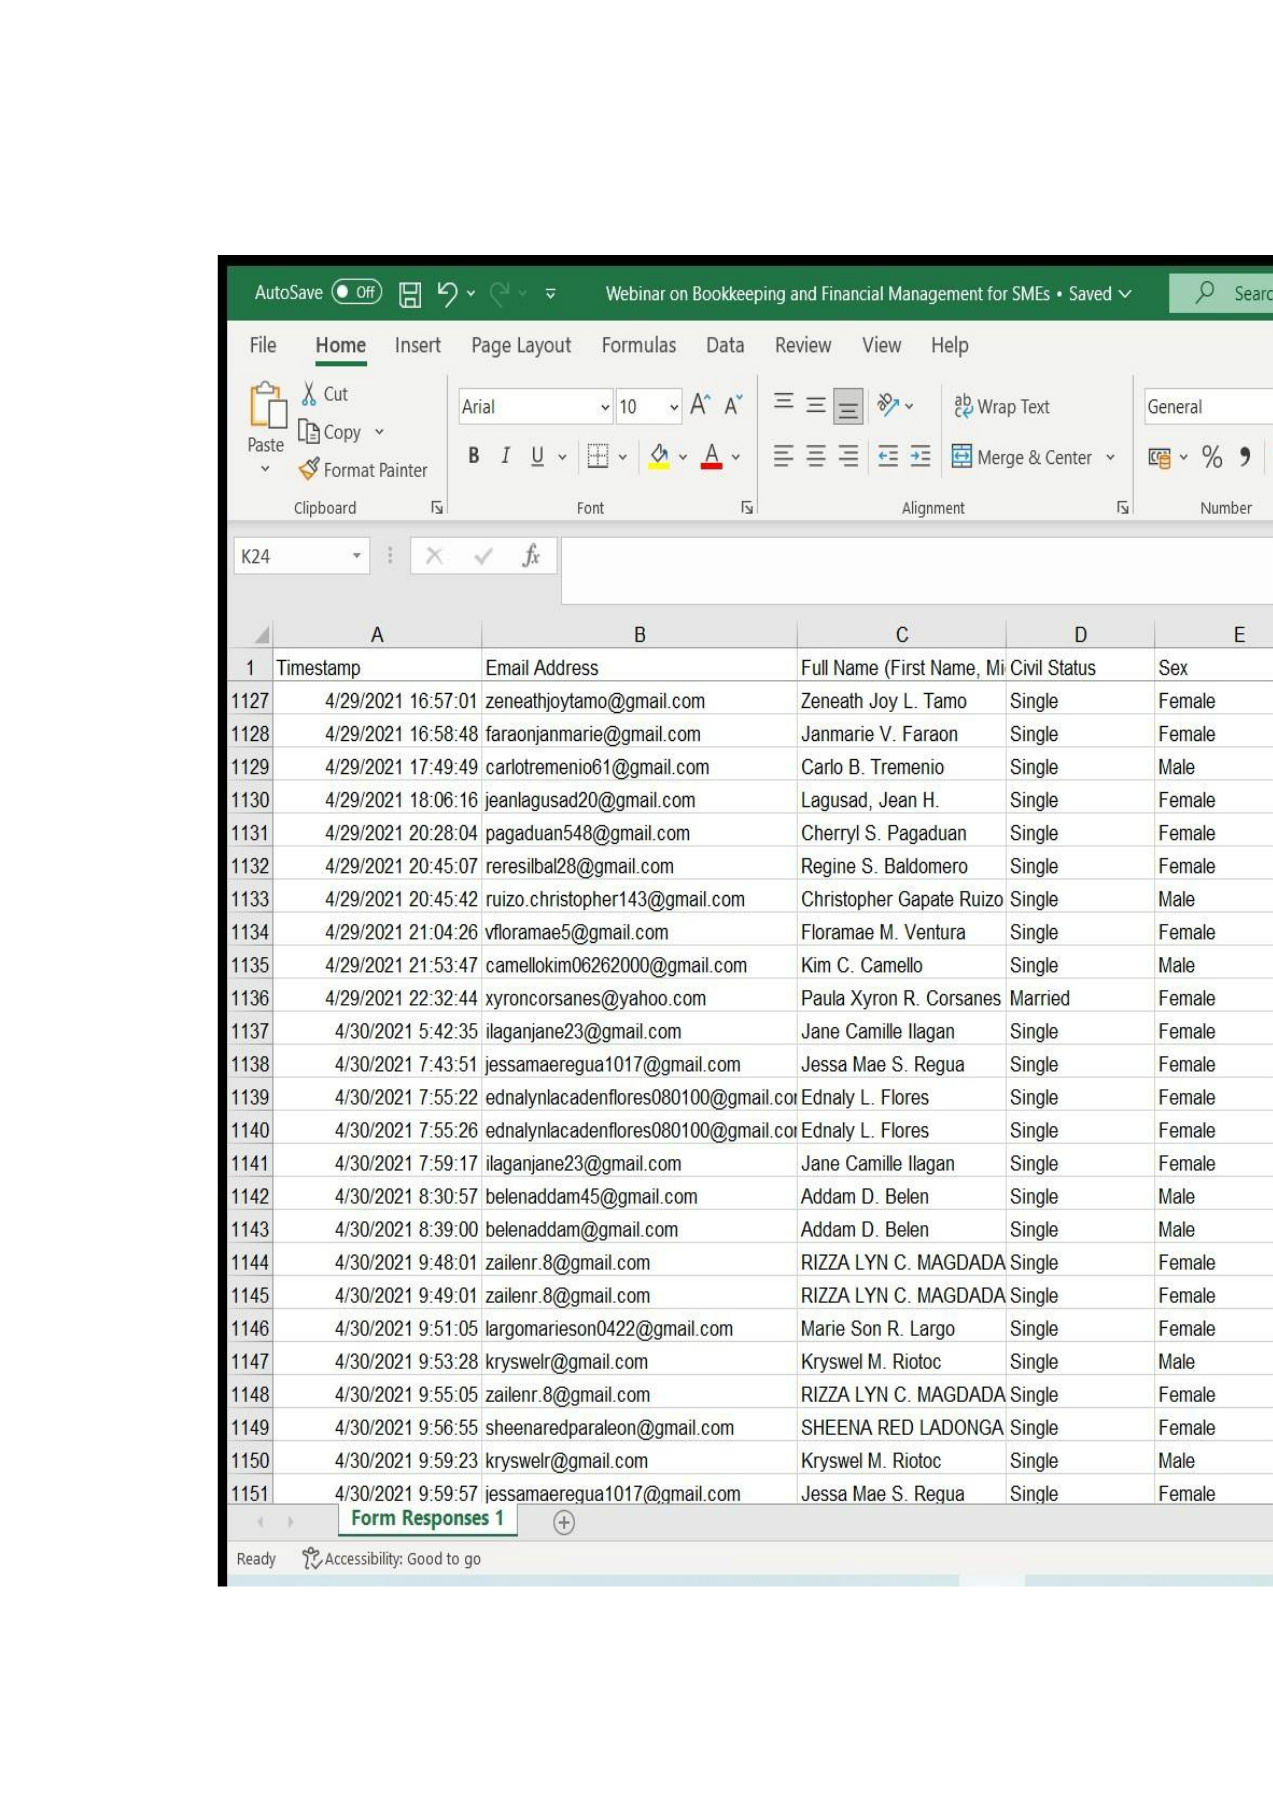 AutoSave Off Webinar on Bookkeeping and Financial Management for SMEs • Saved Searc
File Home Insert Page Layout Formulas Data Review View Help
Paste Cut Copy Format Painter
Arial 10 Wrap Text General
B I U A Merge & Center %
Clipboard Font Alignment Number
K24 fx
A B C D E
1 Timestamp Email Address Full Name (First Name, Mi Civil Status Sex
1127 4/29/2021 16:57:01 zeneathjoytamo@gmail.com Zeneath Joy L. Tamo Single Female
1128 4/29/2021 16:58:48 faraonjanmarie@gmail.com Janmarie V. Faraon Single Female
1129 4/29/2021 17:49:49 carlotremenio61@gmail.com Carlo B. Tremenio Single Male
1130 4/29/2021 18:06:16 jeanlagusad20@gmail.com Lagusad, Jean H. Single Female
1131 4/29/2021 20:28:04 pagaduan548@gmail.com Cherryl S. Pagaduan Single Female
1132 4/29/2021 20:45:07 reresilbal28@gmail.com Regine S. Baldomero Single Female
1133 4/29/2021 20:45:42 ruizo.christopher143@gmail.com Christopher Gapate Ruizo Single Male
1134 4/29/2021 21:04:26 vfloramae5@gmail.com Floramae M. Ventura Single Female
1135 4/29/2021 21:53:47 camellokim06262000@gmail.com Kim C. Camello Single Male
1136 4/29/2021 22:32:44 xyroncorsanes@yahoo.com Paula Xyron R. Corsanes Married Female
1137 4/30/2021 5:42:35 ilaganjane23@gmail.com Jane Camille Ilagan Single Female
1138 4/30/2021 7:43:51 jessamaeregua1017@gmail.com Jessa Mae S. Regua Single Female
1139 4/30/2021 7:55:22 ednalynlacadenflores080100@gmail.com Ednaly L. Flores Single Female
1140 4/30/2021 7:55:26 ednalynlacadenflores080100@gmail.com Ednaly L. Flores Single Female
1141 4/30/2021 7:59:17 ilaganjane23@gmail.com Jane Camille Ilagan Single Female
1142 4/30/2021 8:30:57 belenaddam45@gmail.com Addam D. Belen Single Male
1143 4/30/2021 8:39:00 belenaddam@gmail.com Addam D. Belen Single Male
1144 4/30/2021 9:48:01 zailenr.8@gmail.com RIZZA LYN C. MAGDADA Single Female
1145 4/30/2021 9:49:01 zailenr.8@gmail.com RIZZA LYN C. MAGDADA Single Female
1146 4/30/2021 9:51:05 largomarieson0422@gmail.com Marie Son R. Largo Single Female
1147 4/30/2021 9:53:28 kryswelr@gmail.com Kryswel M. Riotoc Single Male
1148 4/30/2021 9:55:05 zailenr.8@gmail.com RIZZA LYN C. MAGDADA Single Female
1149 4/30/2021 9:56:55 sheenaredparaleon@gmail.com SHEENA RED LADONGA Single Female
1150 4/30/2021 9:59:23 kryswelr@gmail.com Kryswel M. Riotoc Single Male
1151 4/30/2021 9:59:57 jessamaeregua1017@gmail.com Jessa Mae S. Regua Single Female
Form Responses 1
Ready Accessibility: Good to go